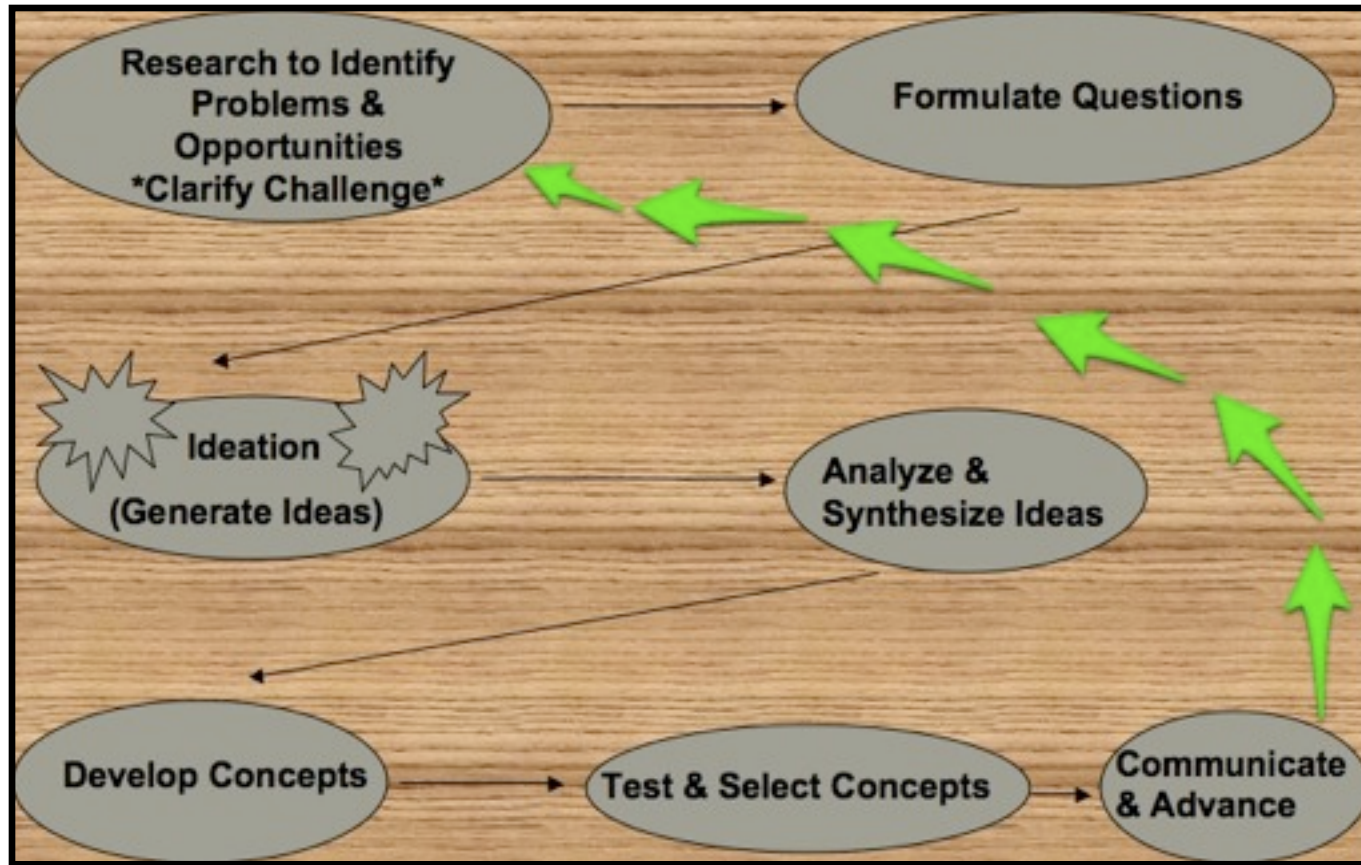 Research to Identify
Problems &
Opportunities
*Clarify Challenge*
Formulate Questions
Ideation
(Generate Ideas)
Analyze &
Synthesize Ideas
Develop Concepts
Test & Select Concepts
Communicate
& Advance